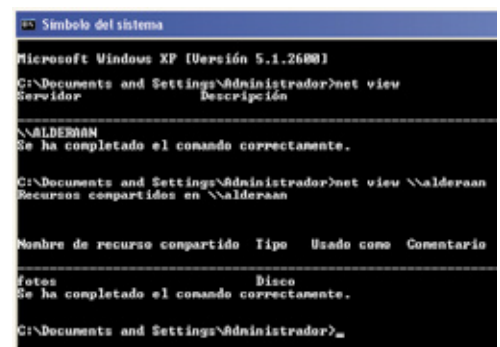 Símbolo del sistema
Microsoft Windows XP [Versión 5.1.2600]
C:\Documents and Settings\Administrador>net view
Servidor Descripción
\\ALDERAAN
Se ha completado el comando correctamente.
C:\Documents and Settings\Administrador>net view \\alderaan
Recursos compartidos en \\alderaan
Nombre de recurso compartido Tipo Usado como Comentario
fotos Disco
Se ha completado el comando correctamente.
C:\Documents and Settings\Administrador>_